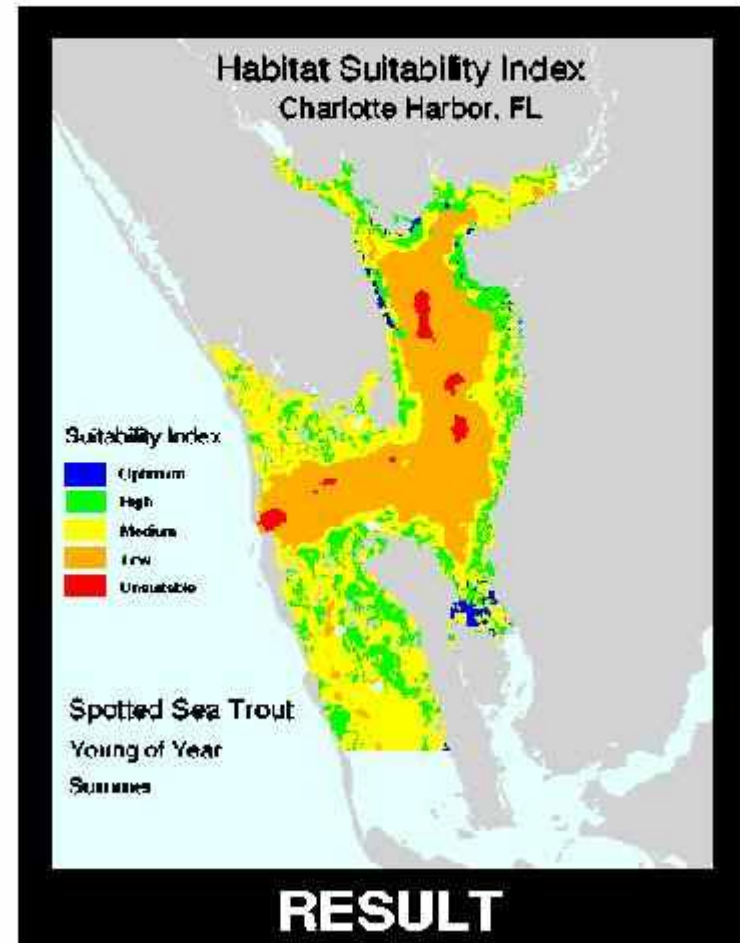 Habitat Suitability Index
Charlotte Harbor, FL
Suitability Index
Optimum
High
Medium
Low
Unsuitable
Spotted Sea Trout
Young of Year
Summer
RESULT